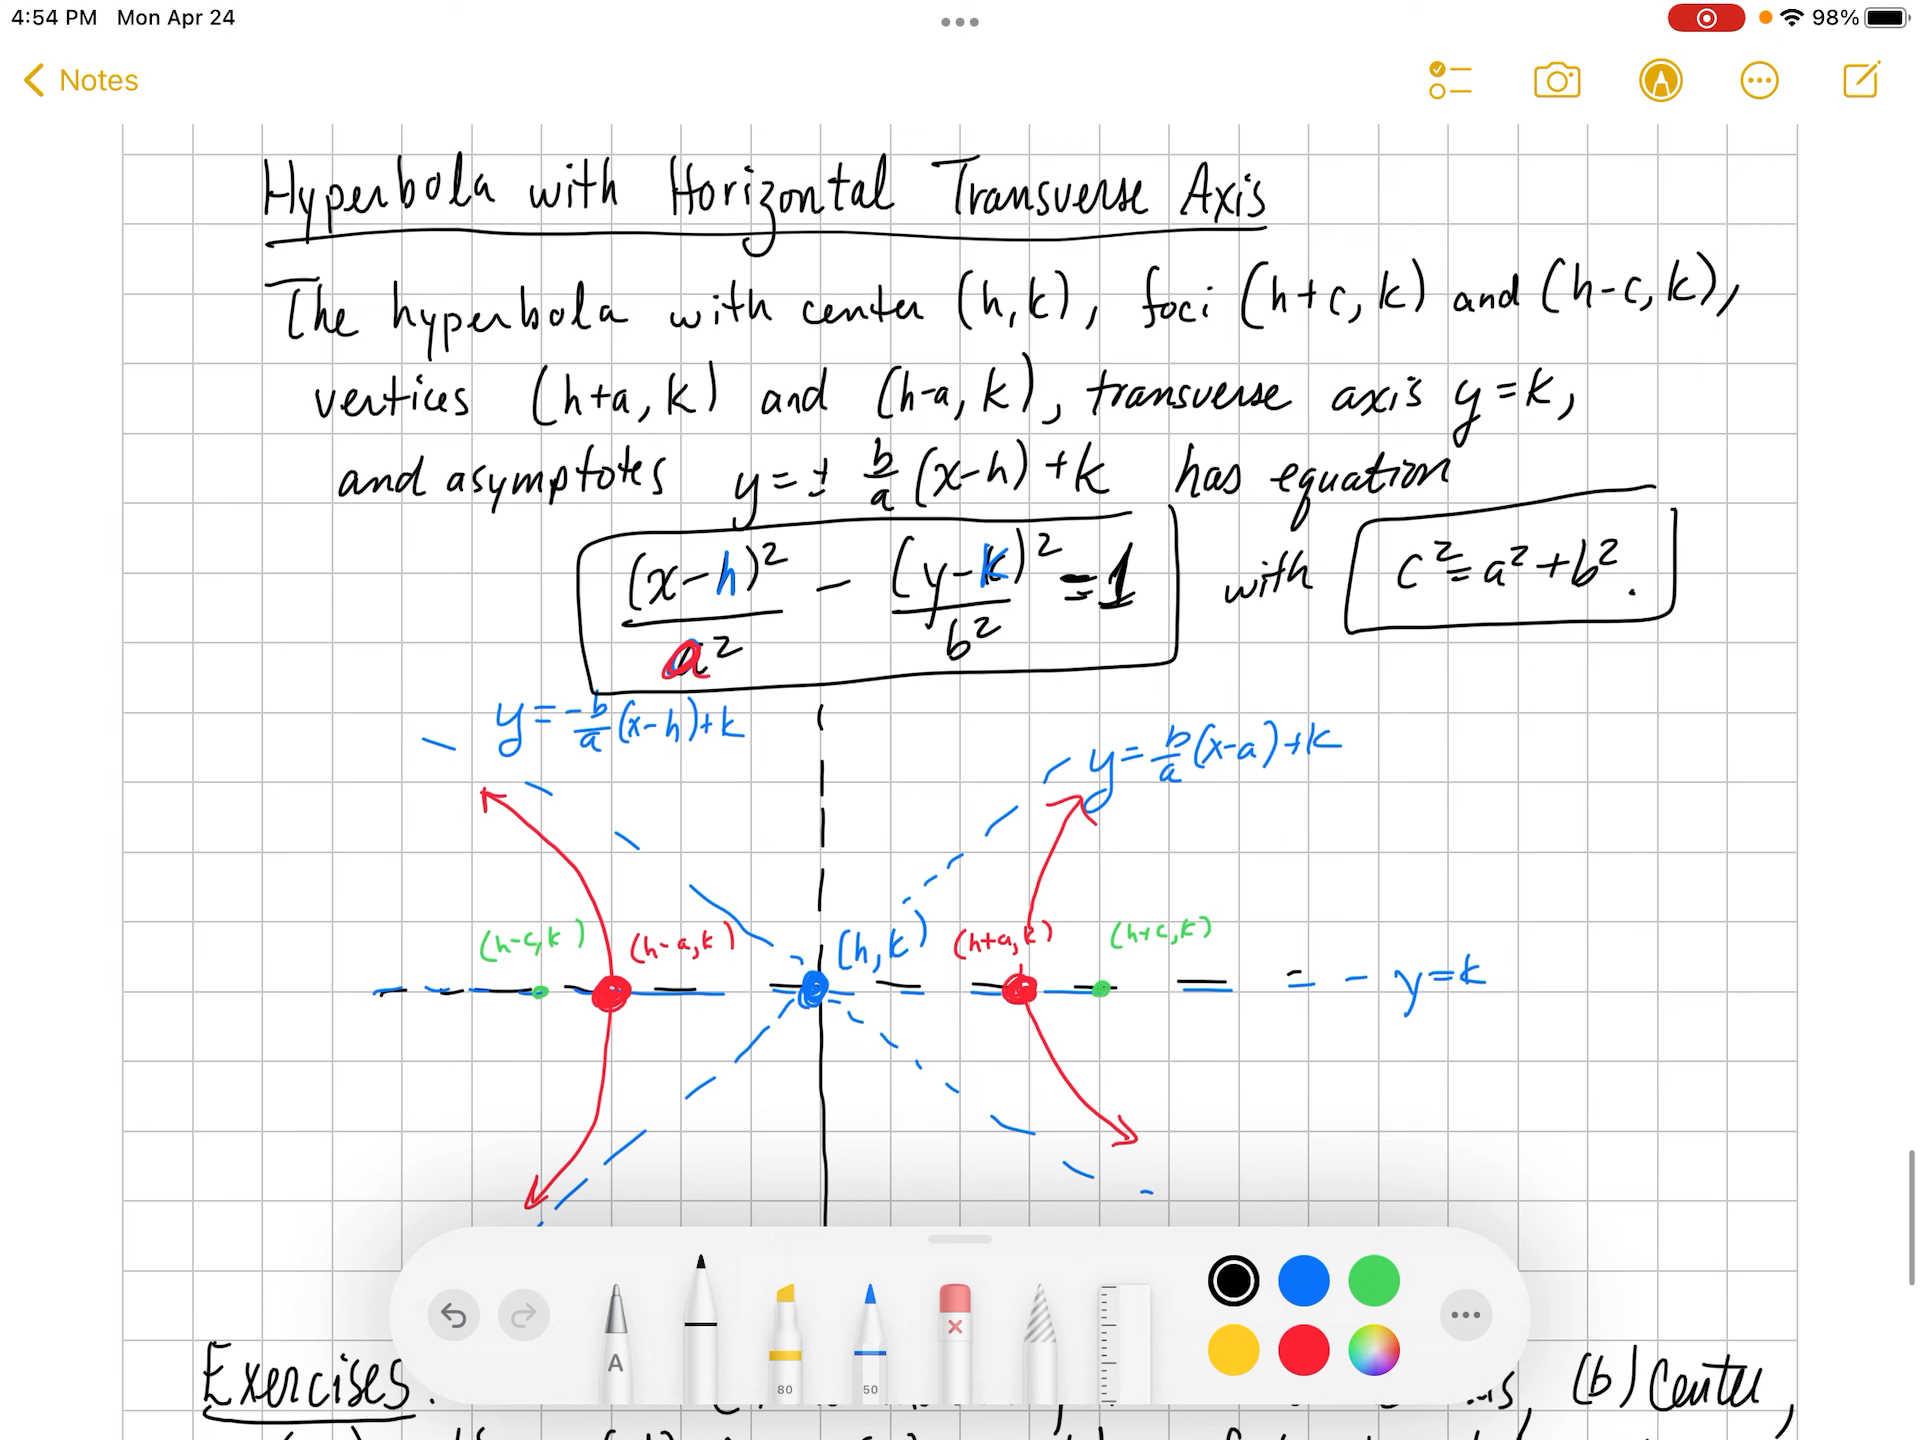 4:54 PM Mon Apr 24
98%
Notes
Hyperbola with Horizontal Transverse Axis
The hyperbola with center (h,k), foci (h+c, k) and (h-c, k),
vertices (h+a, k) and (h-a, k), transverse axis y=k,
and asymptotes y=± b/a (x-h) +k has equation
(x-h)²/a² - (y-k)²/b² =1 with c²=a²+b².
y=-b/a(x-h)+k
y=b/a(x-a)+k
(h-c,k) (h-a,k) (h,k) (h+a,k) (h+c,k)
y=k
A 80 50
Exercises. (b) Center,